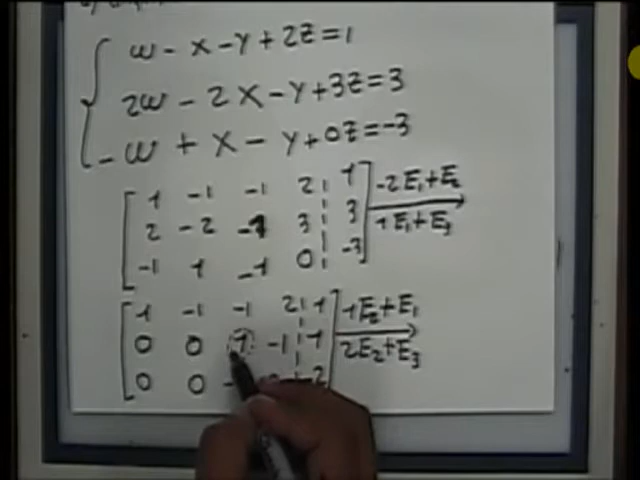 w - x - y + 2z = 1
2w - 2x - y + 3z = 3
-w + x - y + 0z = -3
1 -1 -1 2 1 -2E₁+E₂
2 -2 -1 3 3 1E₁+E₃
-1 1 -1 0 -3
1 -1 -1 2 1 1E₂+E₁
0 0 1 -1 1 2E₂+E₃
0 0 -2